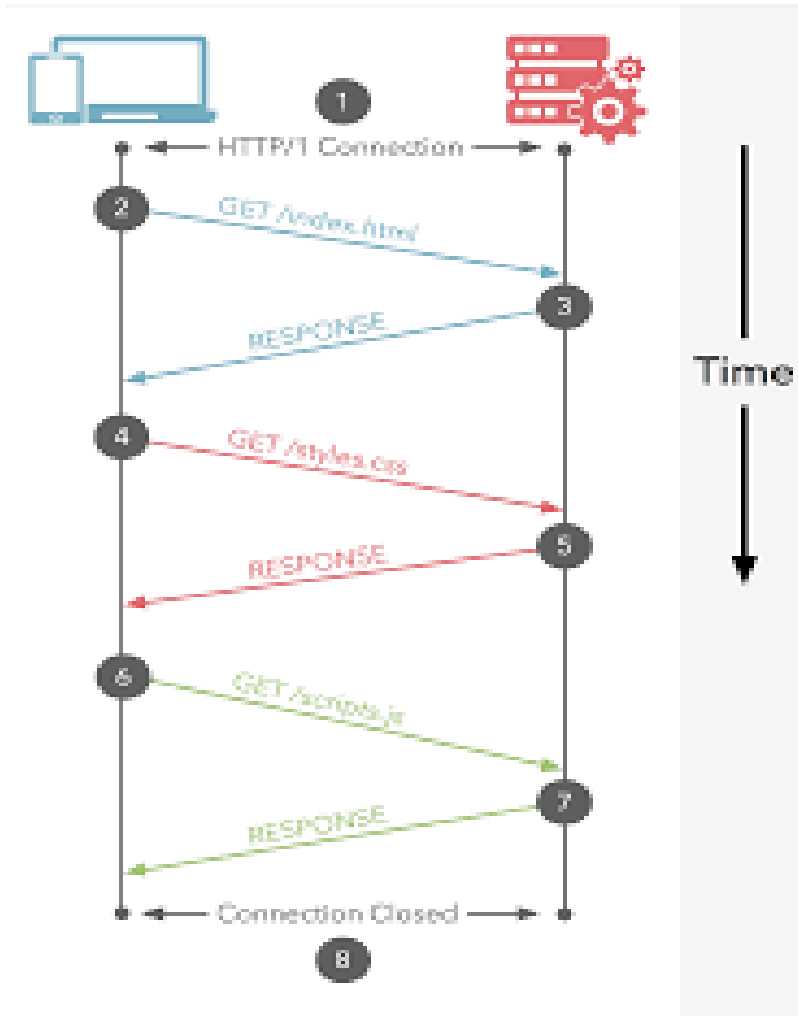 1
HTTP/1 Connection
2
GET /index.html
3
RESPONSE
Time
4
GET /styles.css
5
RESPONSE
6
GET /scripts.js
7
RESPONSE
Connection Closed
8